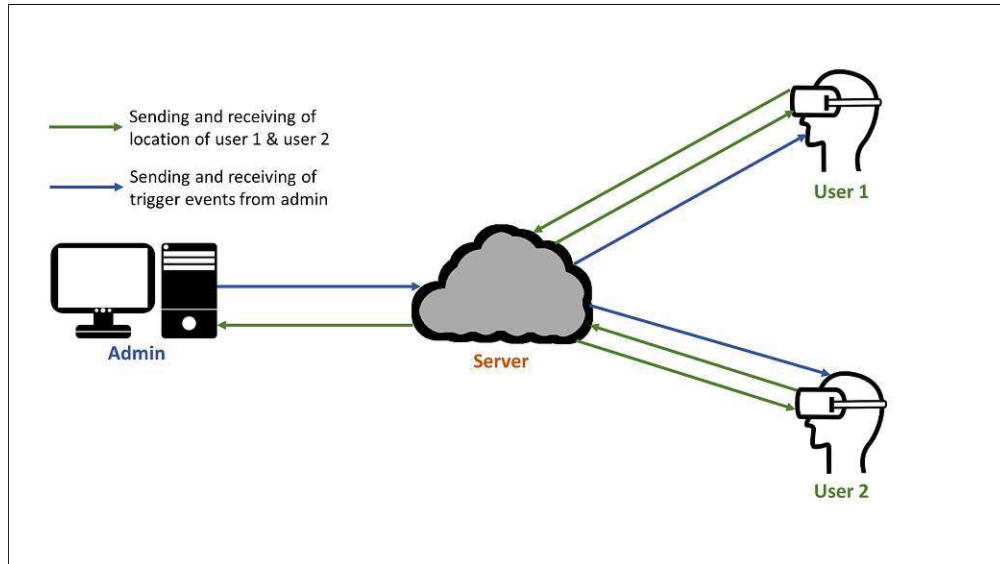 Sending and receiving of
location of user 1 & user 2
Sending and receiving of
trigger events from admin
User 1
Admin
Server
User 2